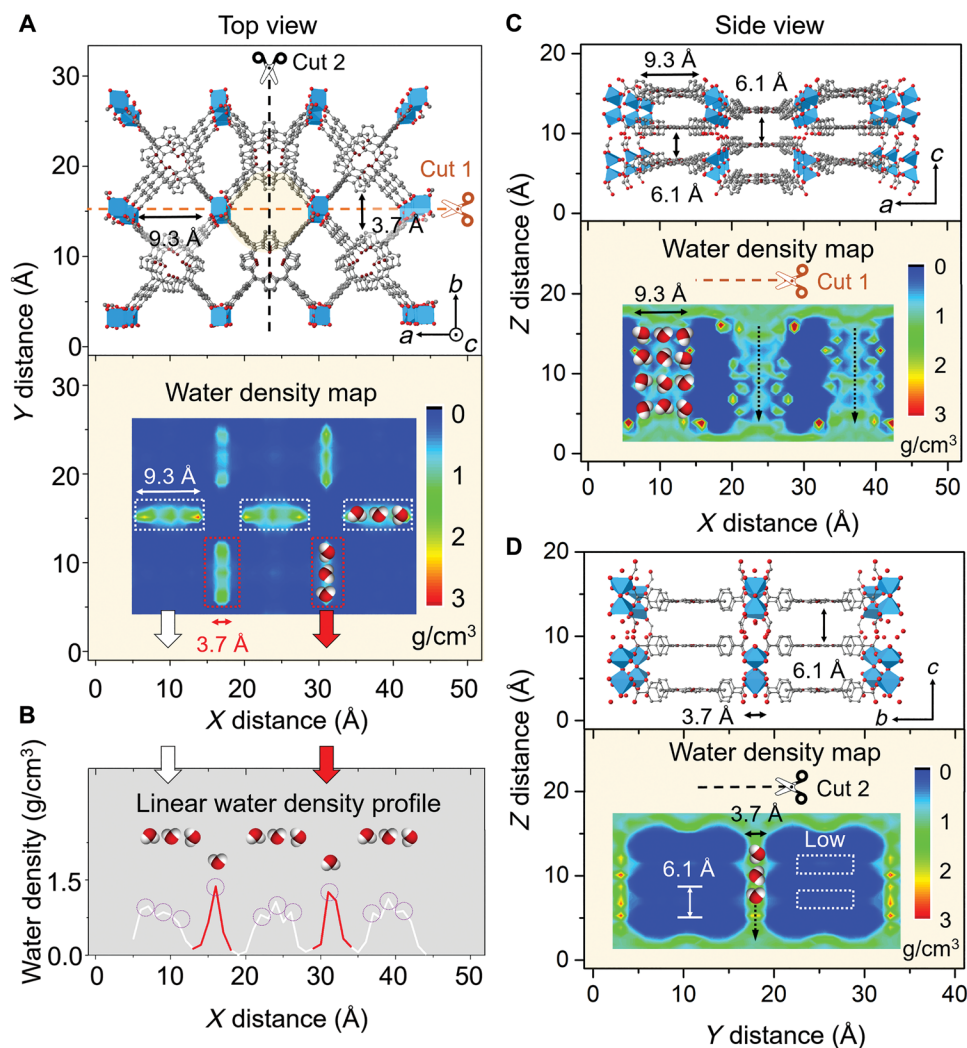 A
Top view
Cut 2
Cut 1
9.3 Å
3.7 Å
b
a
c
30
20
10
0
Y distance (Å)
Water density map
9.3 Å
3.7 Å
0
1
2
3
g/cm³
30
20
10
0
0 10 20 30 40 50
X distance (Å)
B
Linear water density profile
1.5
0.0
Water density (g/cm³)
0 10 20 30 40 50
X distance (Å)
C
Side view
9.3 Å
6.1 Å
6.1 Å
c
a
20
10
0
Z distance (Å)
Water density map
Cut 1
9.3 Å
0
1
2
3
g/cm³
20
10
0
0 10 20 30 40 50
X distance (Å)
D
6.1 Å
3.7 Å
c
b
20
10
0
Z distance (Å)
Water density map
Cut 2
3.7 Å
Low
6.1 Å
0
1
2
3
g/cm³
20
10
0
0 10 20 30 40
Y distance (Å)